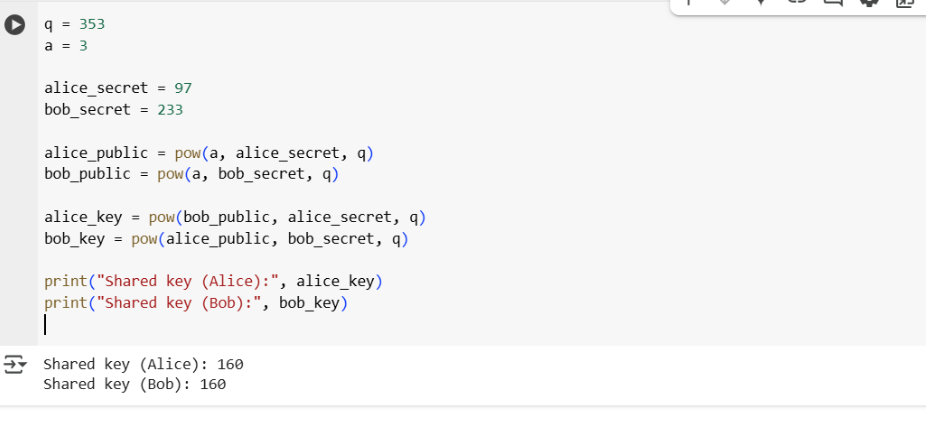 q = 353
a = 3
alice_secret = 97
bob_secret = 233
alice_public = pow(a, alice_secret, q)
bob_public = pow(a, bob_secret, q)
alice_key = pow(bob_public, alice_secret, q)
bob_key = pow(alice_public, bob_secret, q)
print("Shared key (Alice):", alice_key)
print("Shared key (Bob):", bob_key)
Shared key (Alice): 160
Shared key (Bob): 160